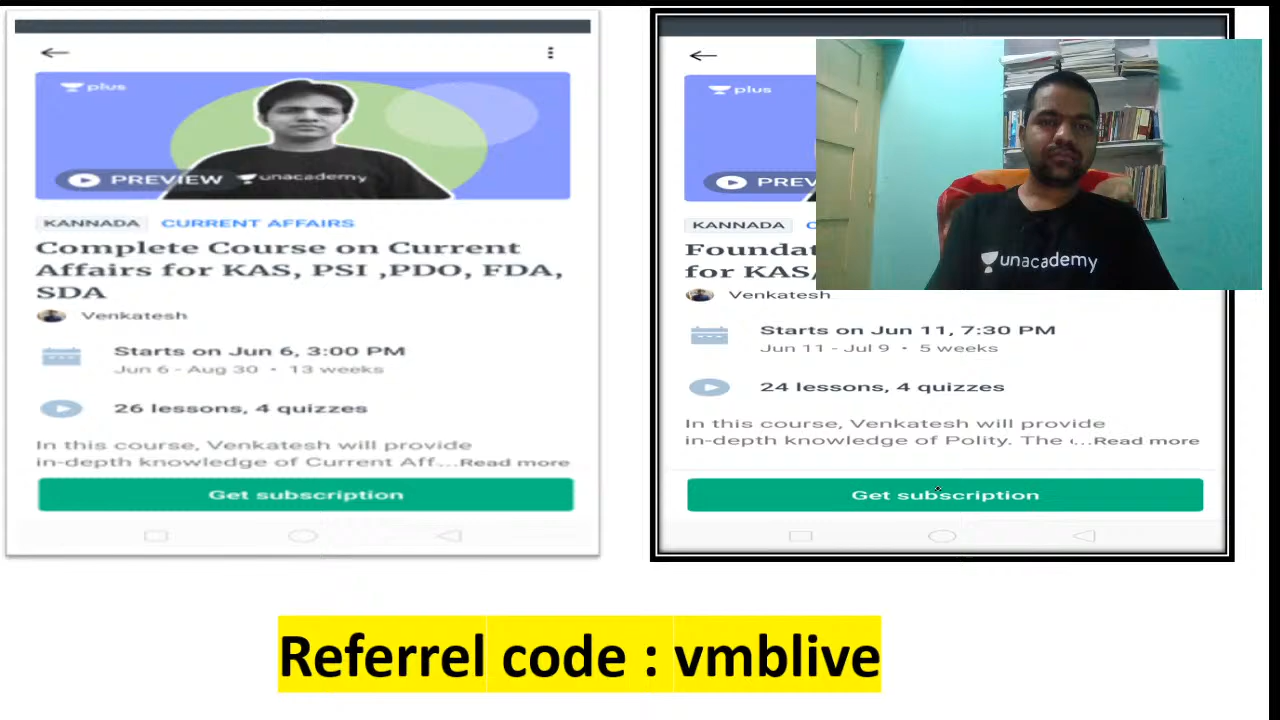 plus
PREVIEW
unacademy
KANNADA CURRENT AFFAIRS
Complete Course on Current
Affairs for KAS, PSI ,PDO, FDA,
SDA
Venkatesh
Starts on Jun 6, 3:00 PM
Jun 6 - Aug 30 • 13 weeks
26 lessons, 4 quizzes
In this course, Venkatesh will provide
in-depth knowledge of Current Aff...Read more
Get subscription
plus
PREV
KANNADA
Foundat
for KAS/
Venkatesh
Starts on Jun 11, 7:30 PM
Jun 11 - Jul 9 • 5 weeks
24 lessons, 4 quizzes
In this course, Venkatesh will provide
in-depth knowledge of Polity. The ...Read more
Get subscription
unacademy
Referrel code : vmblive